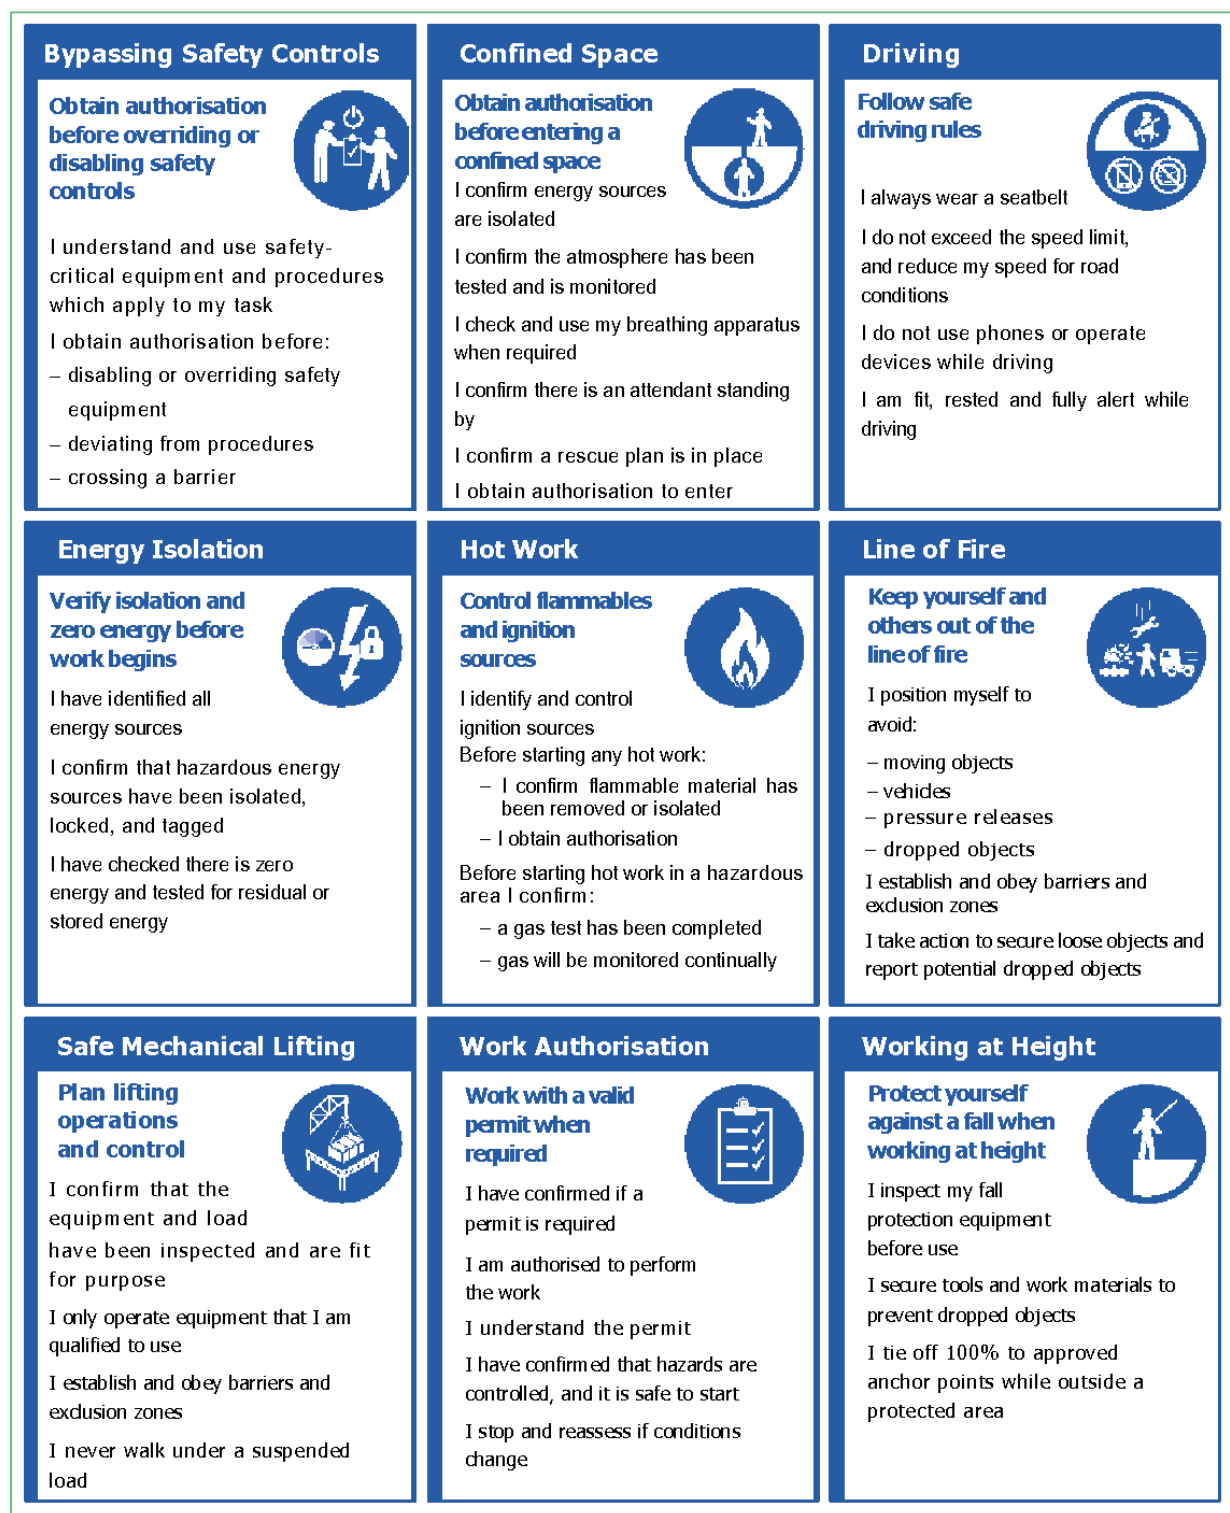 Bypassing Safety Controls
Obtain authorisation
before overriding or
disabling safety
controls
I understand and use safety-
critical equipment and procedures
which apply to my task
I obtain authorisation before:
– disabling or overriding safety
equipment
– deviating from procedures
– crossing a barrier
Confined Space
Obtain authorisation
before entering a
confined space
I confirm energy sources
are isolated
I confirm the atmosphere has been
tested and is monitored
I check and use my breathing apparatus
when required
I confirm there is an attendant standing
by
I confirm a rescue plan is in place
I obtain authorisation to enter
Driving
Follow safe
driving rules
I always wear a seatbelt
I do not exceed the speed limit,
and reduce my speed for road
conditions
I do not use phones or operate
devices while driving
I am fit, rested and fully alert while
driving
Energy Isolation
Verify isolation and
zero energy before
work begins
I have identified all
energy sources
I confirm that hazardous energy
sources have been isolated,
locked, and tagged
I have checked there is zero
energy and tested for residual or
stored energy
Hot Work
Control flammables
and ignition
sources
I identify and control
ignition sources
Before starting any hot work:
– I confirm flammable material has
been removed or isolated
– I obtain authorisation
Before starting hot work in a hazardous
area I confirm:
– a gas test has been completed
– gas will be monitored continually
Line of Fire
Keep yourself and
others out of the
line of fire
I position myself to
avoid:
– moving objects
– vehicles
– pressure releases
– dropped objects
I establish and obey barriers and
exclusion zones
I take action to secure loose objects and
report potential dropped objects
Safe Mechanical Lifting
Plan lifting
operations
and control
I confirm that the
equipment and load
have been inspected and are fit
for purpose
I only operate equipment that I am
qualified to use
I establish and obey barriers and
exclusion zones
I never walk under a suspended
load
Work Authorisation
Work with a valid
permit when
required
I have confirmed if a
permit is required
I am authorised to perform
the work
I understand the permit
I have confirmed that hazards are
controlled, and it is safe to start
I stop and reassess if conditions
change
Working at Height
Protect yourself
against a fall when
working at height
I inspect my fall
protection equipment
before use
I secure tools and work materials to
prevent dropped objects
I tie off 100% to approved
anchor points while outside a
protected area